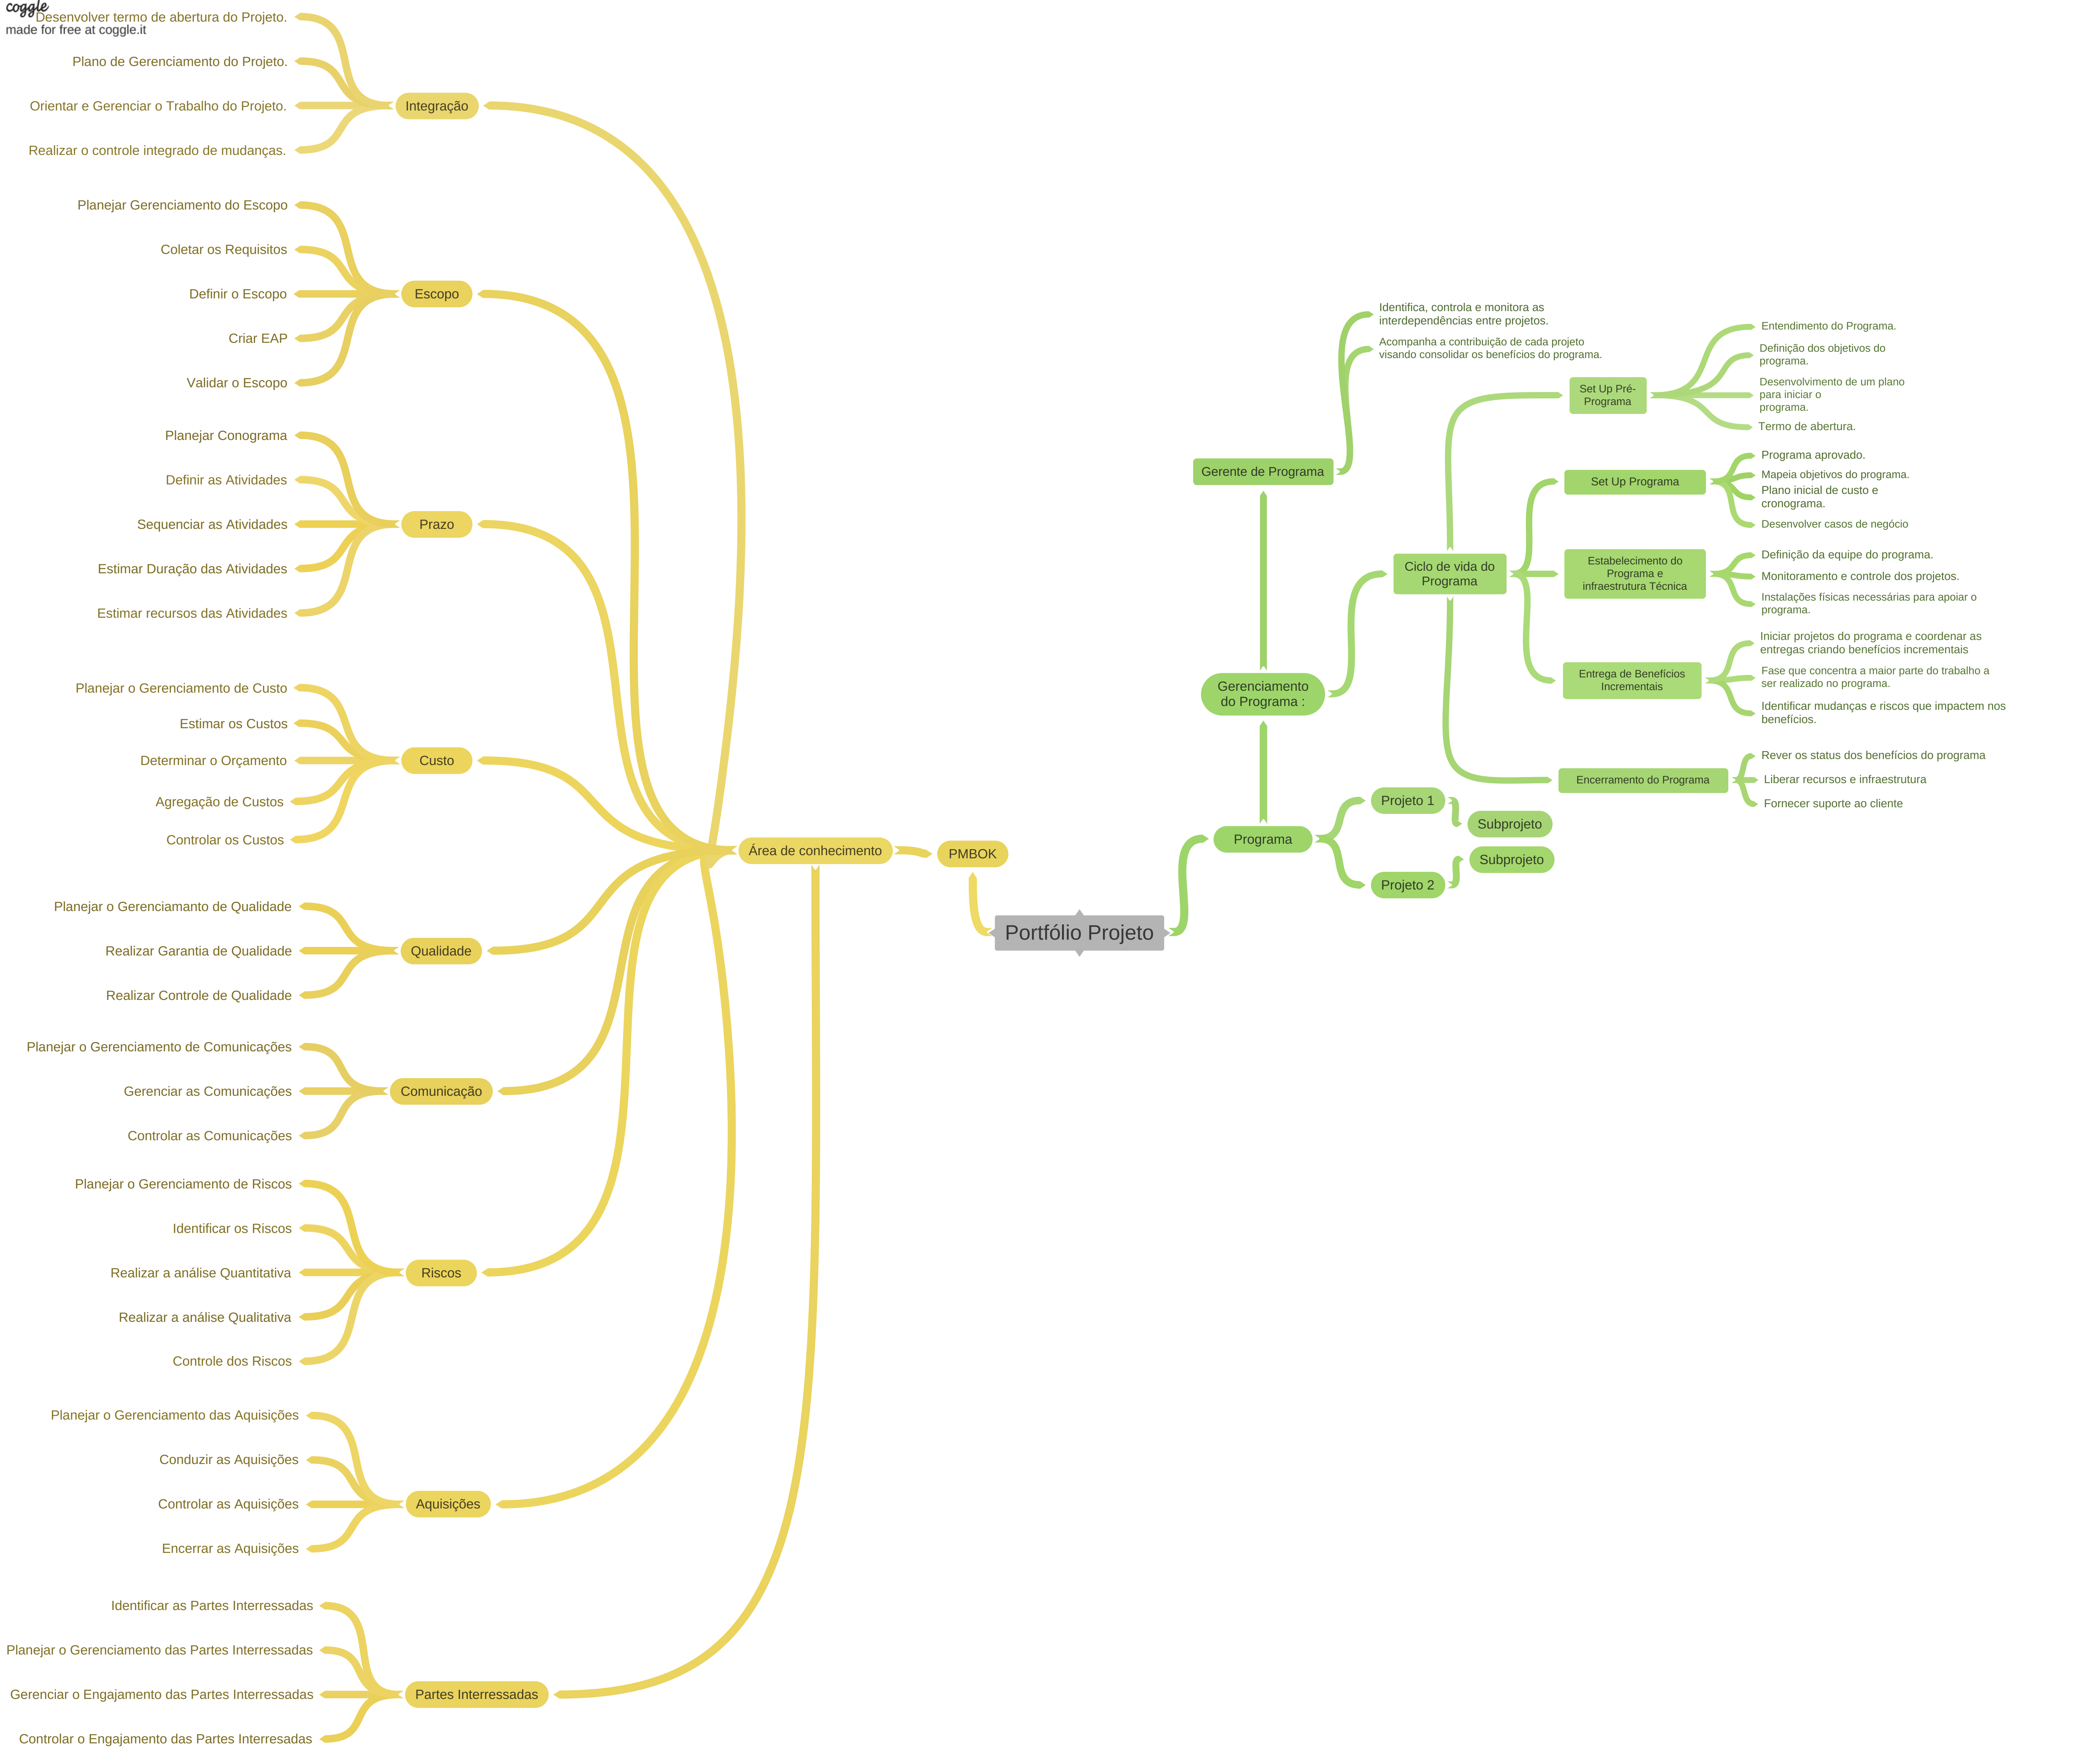 coggle
made for free at coggle.it
Desenvolver termo de abertura do Projeto.
Plano de Gerenciamento do Projeto.
Orientar e Gerenciar o Trabalho do Projeto.
Realizar o controle integrado de mudanças.
Integração
Planejar Gerenciamento do Escopo
Coletar os Requisitos
Definir o Escopo
Criar EAP
Validar o Escopo
Escopo
Planejar Conograma
Definir as Atividades
Sequenciar as Atividades
Estimar Duração das Atividades
Estimar recursos das Atividades
Prazo
Planejar o Gerenciamento de Custo
Estimar os Custos
Determinar o Orçamento
Agregação de Custos
Controlar os Custos
Custo
Planejar o Gerenciamanto de Qualidade
Realizar Garantia de Qualidade
Realizar Controle de Qualidade
Qualidade
Planejar o Gerenciamento de Comunicações
Gerenciar as Comunicações
Controlar as Comunicações
Comunicação
Planejar o Gerenciamento de Riscos
Identificar os Riscos
Realizar a análise Quantitativa
Realizar a análise Qualitativa
Controle dos Riscos
Riscos
Planejar o Gerenciamento das Aquisições
Conduzir as Aquisições
Controlar as Aquisições
Encerrar as Aquisições
Aquisições
Identificar as Partes Interressadas
Planejar o Gerenciamento das Partes Interressadas
Gerenciar o Engajamento das Partes Interressadas
Controlar o Engajamento das Partes Interresadas
Partes Interressadas
Área de conhecimento
PMBOK
Portfólio Projeto
Programa
Projeto 1
Subprojeto
Projeto 2
Subprojeto
Gerenciamento
do Programa :
Gerente de Programa
Identifica, controla e monitora as
interdependências entre projetos.
Acompanha a contribuição de cada projeto
visando consolidar os benefícios do programa.
Ciclo de vida do
Programa
Set Up Pré-
Programa
Entendimento do Programa.
Definição dos objetivos do
programa.
Desenvolvimento de um plano
para iniciar o
programa.
Termo de abertura.
Set Up Programa
Programa aprovado.
Mapeia objetivos do programa.
Plano inicial de custo e
cronograma.
Desenvolver casos de negócio
Estabelecimento do
Programa e
infraestrutura Técnica
Definição da equipe do programa.
Monitoramento e controle dos projetos.
Instalações físicas necessárias para apoiar o
programa.
Entrega de Benefícios
Incrementais
Iniciar projetos do programa e coordenar as
entregas criando benefícios incrementais
Fase que concentra a maior parte do trabalho a
ser realizado no programa.
Identificar mudanças e riscos que impactem nos
benefícios.
Encerramento do Programa
Rever os status dos benefícios do programa
Liberar recursos e infraestrutura
Fornecer suporte ao cliente